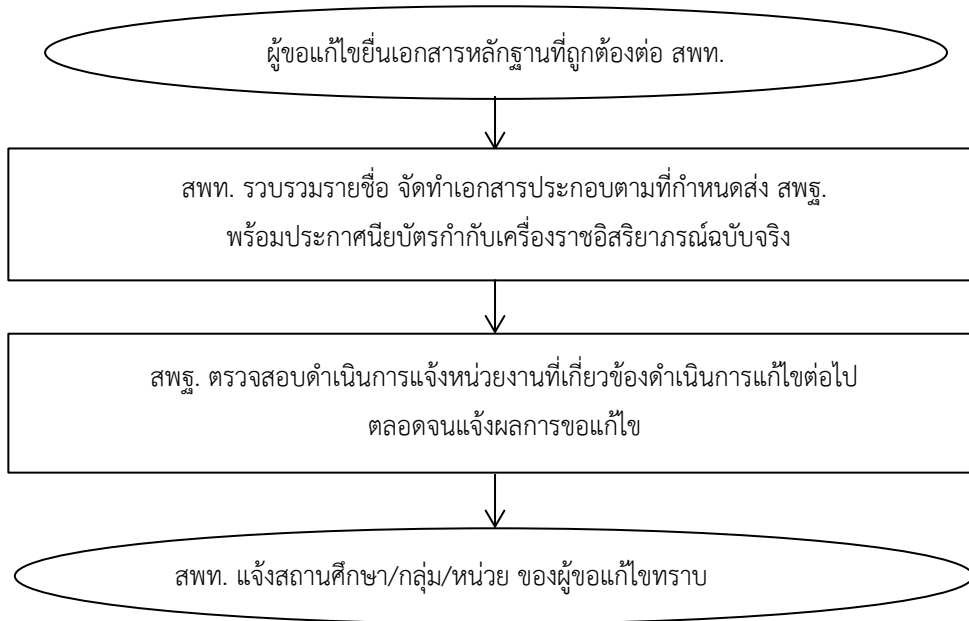 ผู้ขอแก้ไขยื่นเอกสารหลักฐานที่ถูกต้องต่อ สพท.
สพท. รวบรวมรายชื่อ จัดทำเอกสารประกอบตามที่กำหนดส่ง สพฐ.
พร้อมประกาศนียบัตรกำกับเครื่องราชอิสริยาภรณ์ฉบับจริง
สพฐ. ตรวจสอบดำเนินการแจ้งหน่วยงานที่เกี่ยวข้องดำเนินการแก้ไขต่อไป
ตลอดจนแจ้งผลการขอแก้ไข
สพท. แจ้งสถานศึกษา/กลุ่ม/หน่วย ของผู้ขอแก้ไขทราบ